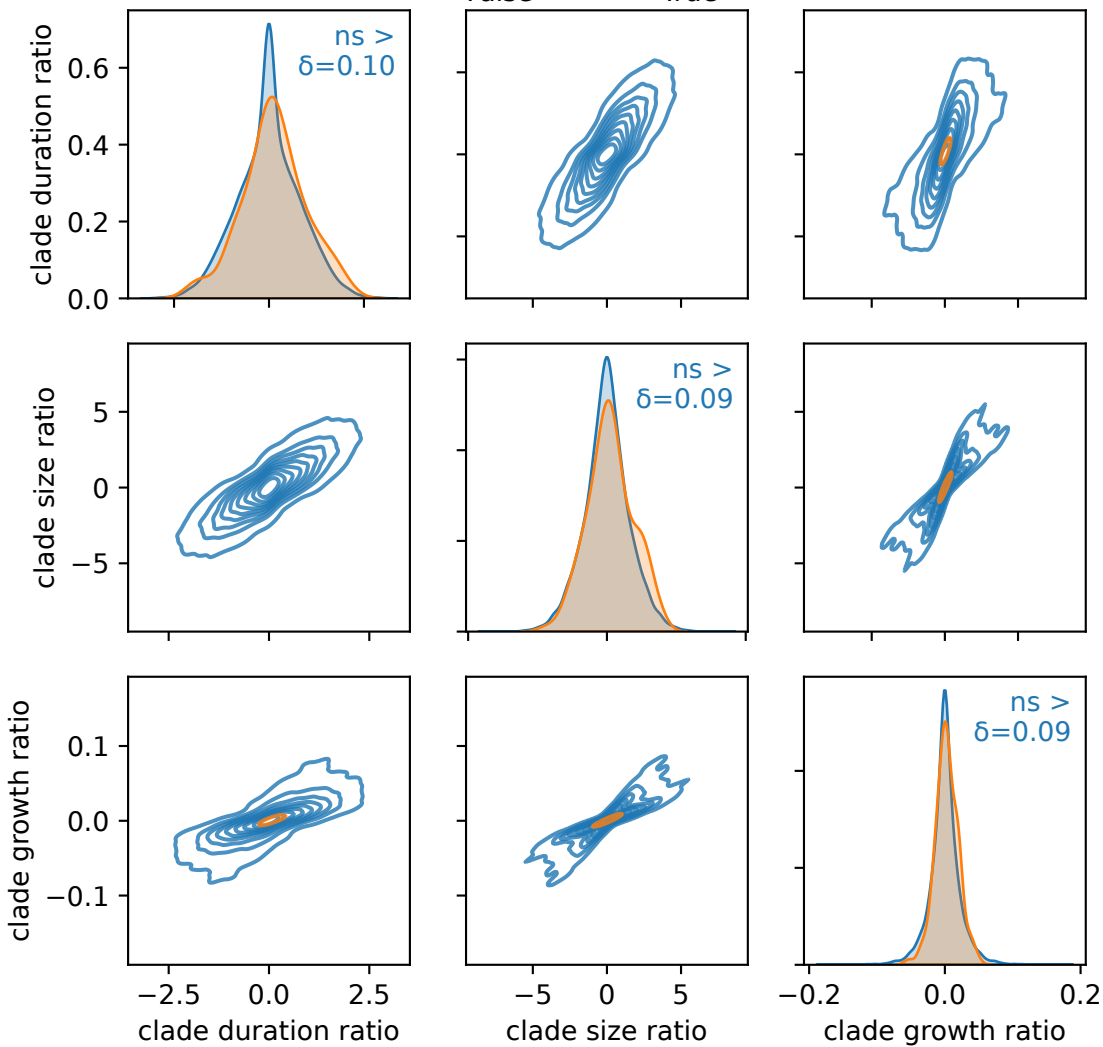 clade duration ratio
0.6
0.4
0.2
0.0
ns >
δ=0.10
clade size ratio
5
0
−5
ns >
δ=0.09
clade growth ratio
0.1
0.0
−0.1
ns >
δ=0.09
−2.5 0.0 2.5
clade duration ratio
−5 0 5
clade size ratio
−0.2 0.0 0.2
clade growth ratio